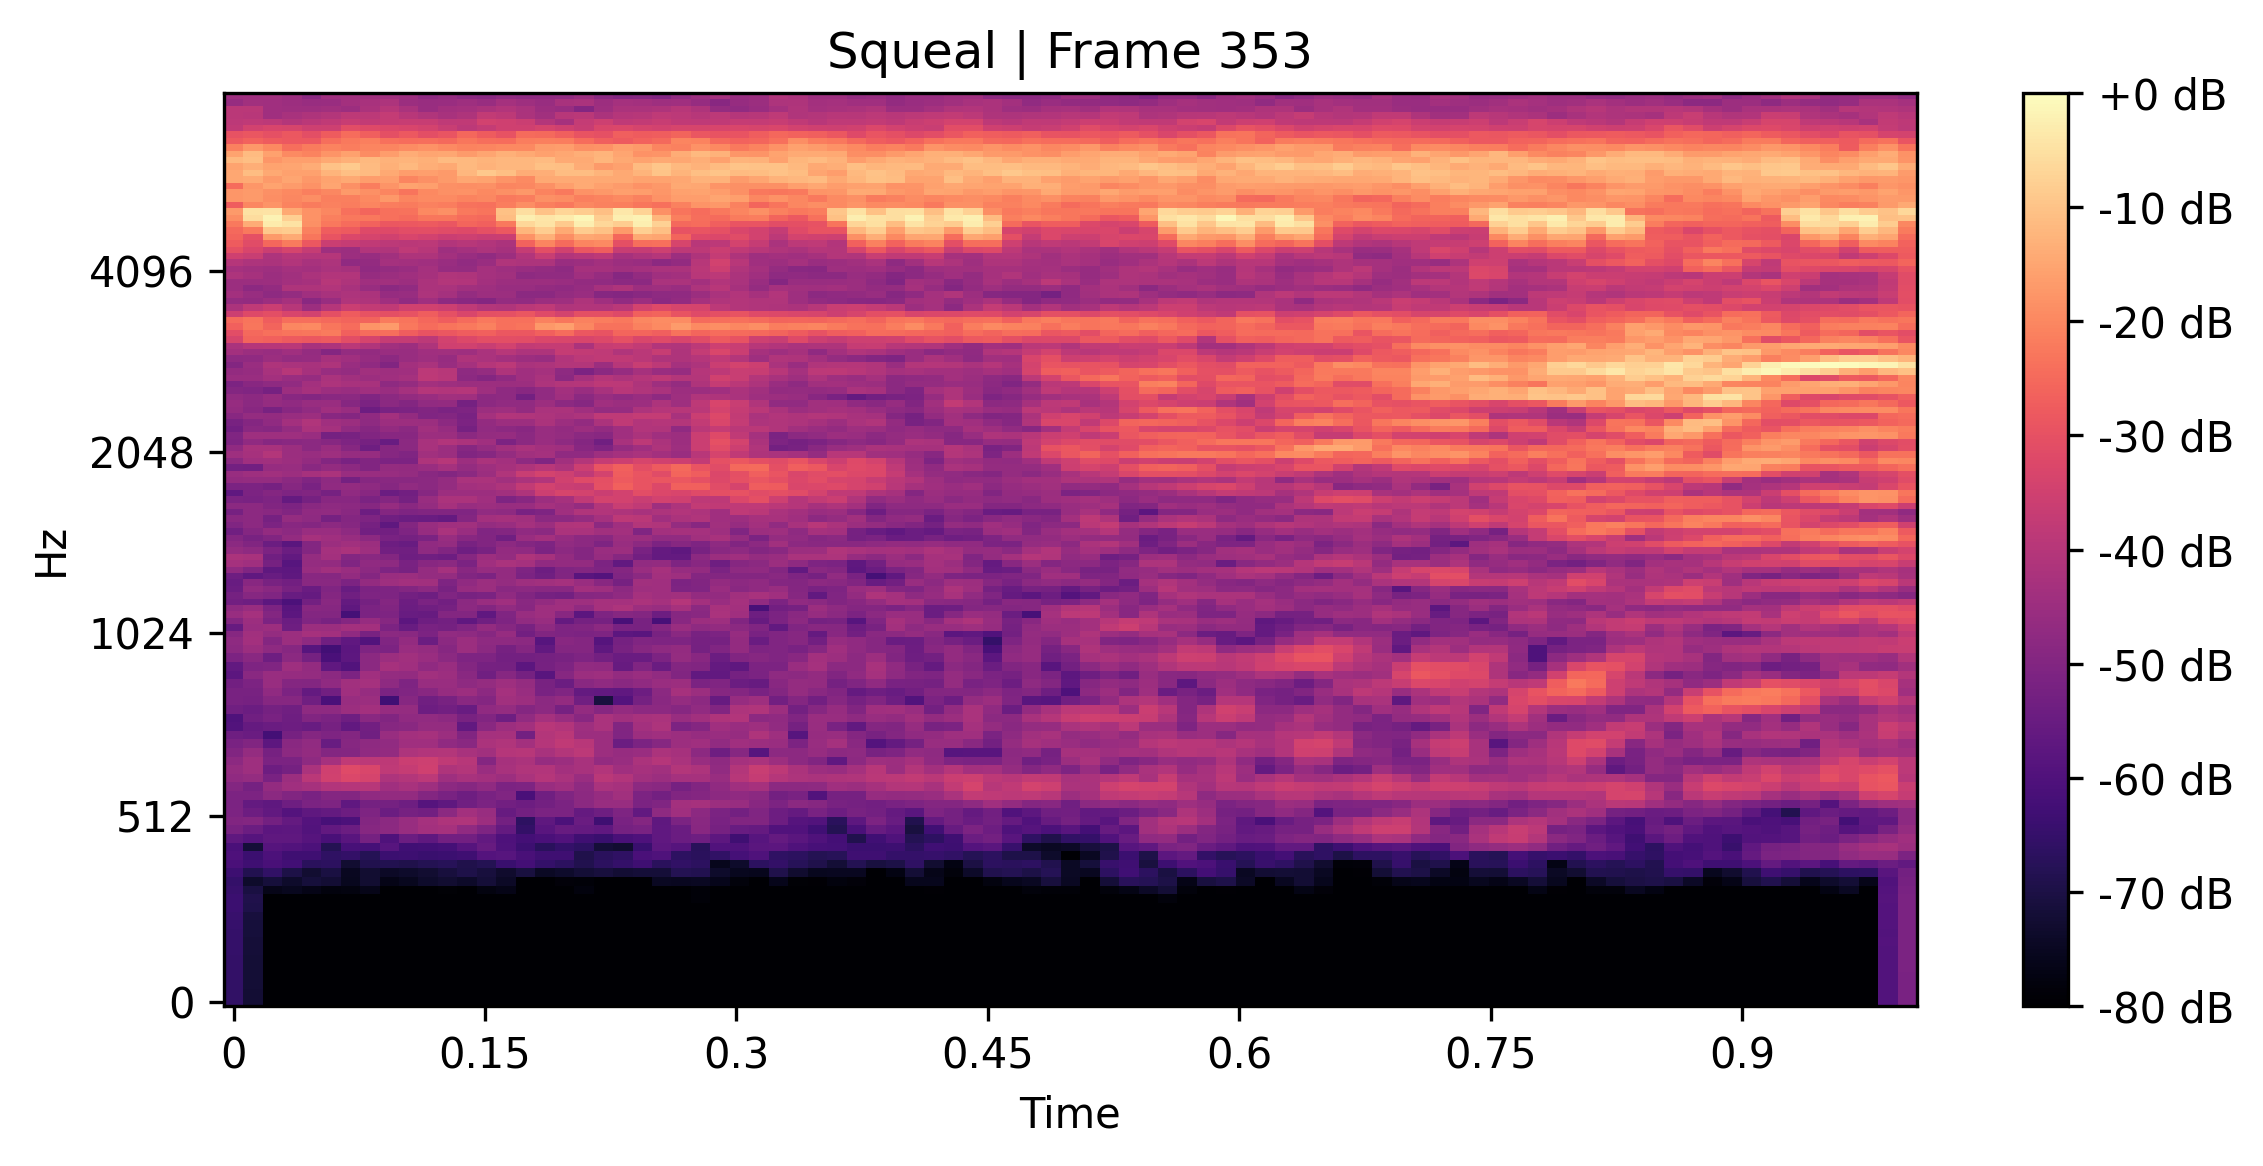 Squeal | Frame 353
+0 dB
-10 dB
-20 dB
-30 dB
-40 dB
-50 dB
-60 dB
-70 dB
-80 dB
Hz
4096
2048
1024
512
0
0 0.15 0.3 0.45 0.6 0.75 0.9
Time